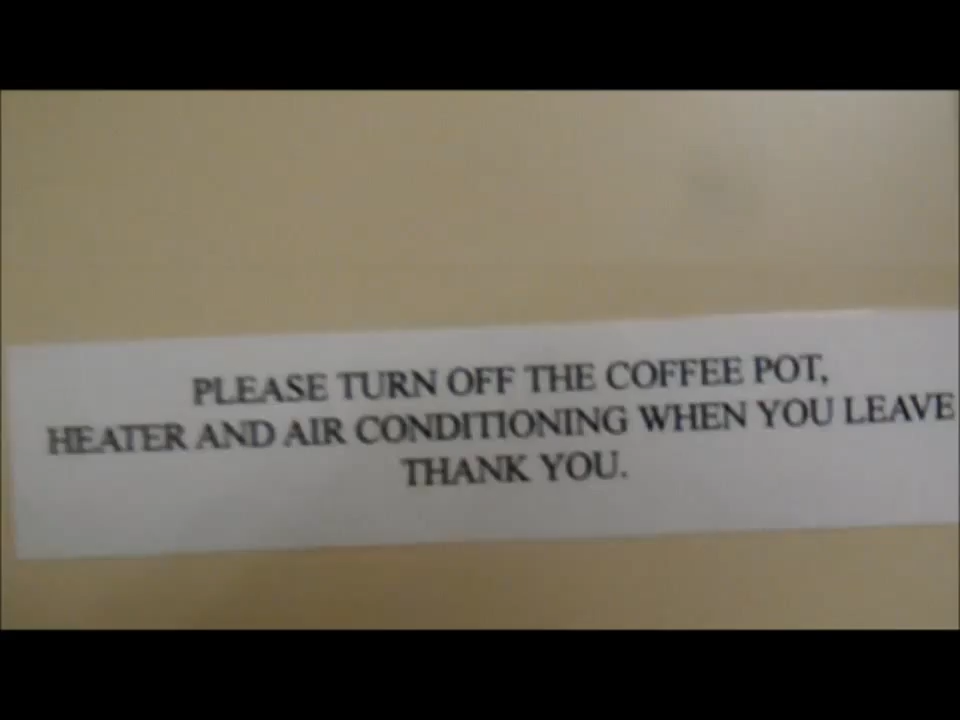 PLEASE TURN OFF THE COFFEE POT,
HEATER AND AIR CONDITIONING WHEN YOU LEAVE
THANK YOU.